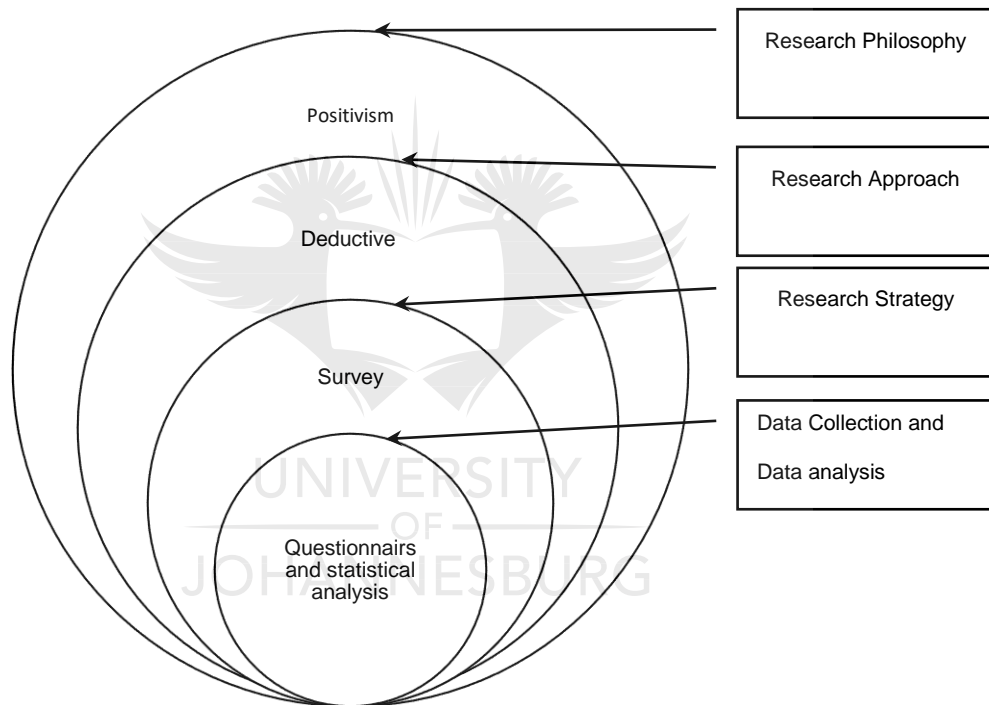 Research Philosophy
Positivism
Research Approach
Deductive
Research Strategy
Survey
Data Collection and
Data analysis
UNIVERSITY
OF
JOHANNESBURG
Questionnairs
and statistical
analysis